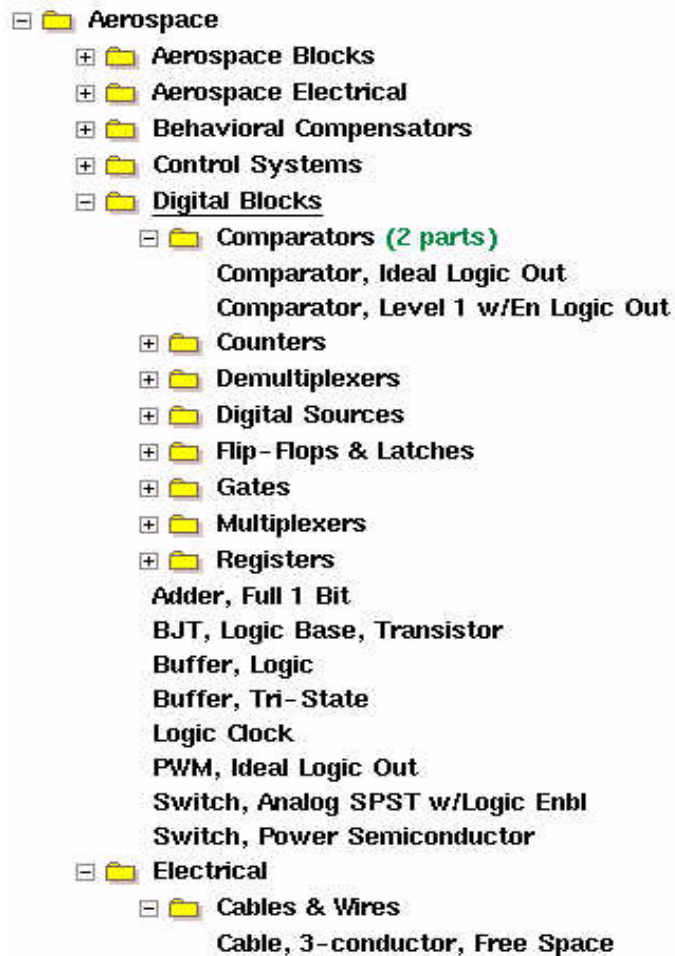 Aerospace
Aerospace Blocks
Aerospace Electrical
Behavioral Compensators
Control Systems
Digital Blocks
Comparators (2 parts)
Comparator, Ideal Logic Out
Comparator, Level 1 w/En Logic Out
Counters
Demultiplexers
Digital Sources
Flip-Flops & Latches
Gates
Multiplexers
Registers
Adder, Full 1 Bit
BJT, Logic Base, Transistor
Buffer, Logic
Buffer, Tri-State
Logic Clock
PWM, Ideal Logic Out
Switch, Analog SPST w/Logic Enbl
Switch, Power Semiconductor
Electrical
Cables & Wires
Cable, 3-conductor, Free Space